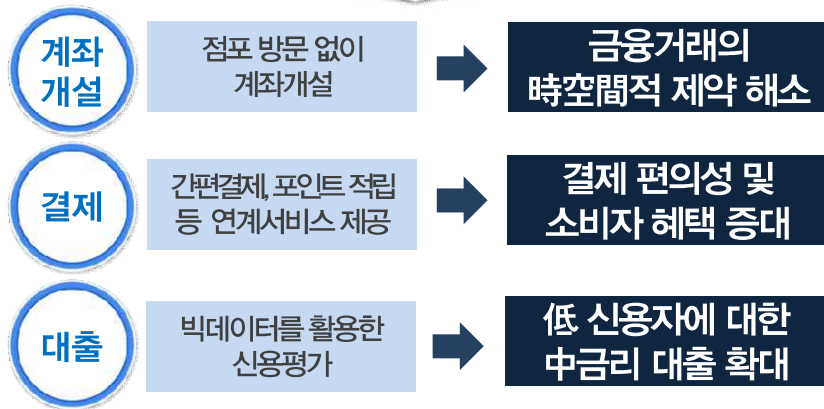 계좌
개설
점포 방문 없이
계좌개설
금융거래의
時空間적 제약 해소
결제
간편결제, 포인트 적립
등 연계서비스 제공
결제 편의성 및
소비자 혜택 증대
대출
빅데이터를 활용한
신용평가
低 신용자에 대한
中금리 대출 확대